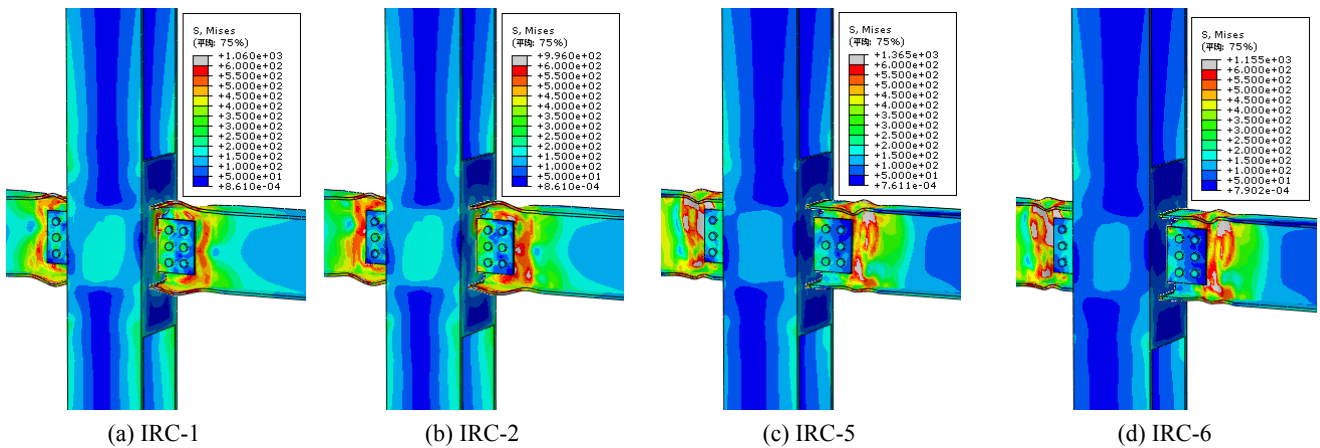 S, Mises
(平均: 75%)
+1.060e+03
+6.000e+02
+5.500e+02
+5.000e+02
+4.500e+02
+4.000e+02
+3.500e+02
+3.000e+02
+2.500e+02
+2.000e+02
+1.500e+02
+1.000e+02
+5.000e+01
+8.610e-04
(a) IRC-1
S, Mises
(平均: 75%)
+9.960e+02
+6.000e+02
+5.500e+02
+5.000e+02
+4.500e+02
+4.000e+02
+3.500e+02
+3.000e+02
+2.500e+02
+2.000e+02
+1.500e+02
+1.000e+02
+5.000e+01
+8.610e-04
(b) IRC-2
S, Mises
(平均: 75%)
+1.365e+03
+6.000e+02
+5.500e+02
+5.000e+02
+4.500e+02
+4.000e+02
+3.500e+02
+3.000e+02
+2.500e+02
+2.000e+02
+1.500e+02
+1.000e+02
+5.000e+01
+7.611e-04
(c) IRC-5
S, Mises
(平均: 75%)
+1.155e+03
+6.000e+02
+5.500e+02
+5.000e+02
+4.500e+02
+4.000e+02
+3.500e+02
+3.000e+02
+2.500e+02
+2.000e+02
+1.500e+02
+1.000e+02
+5.000e+01
+7.902e-04
(d) IRC-6